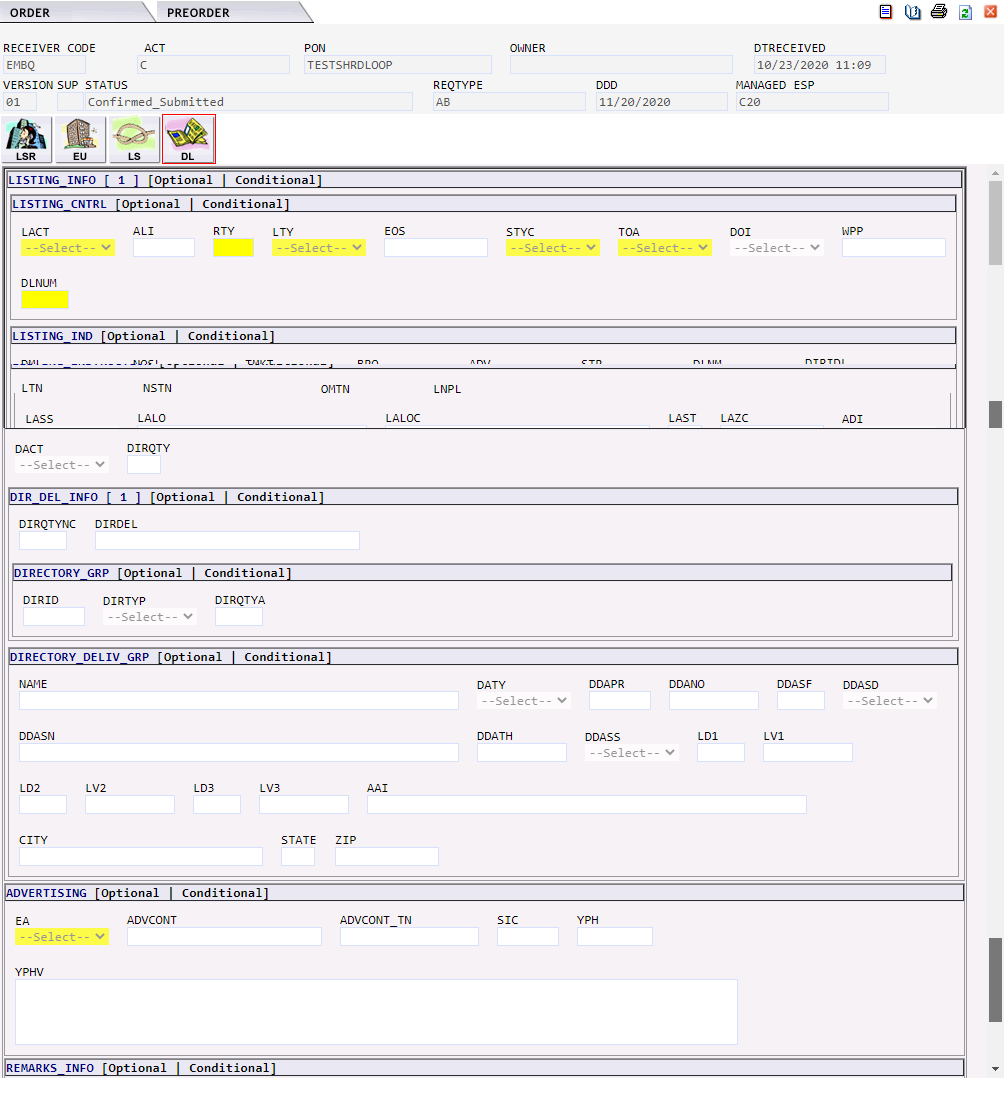 ORDER PREORDER
RECEIVER CODE ACT PON OWNER DTRECEIVED
EMBQ C TESTSHRDLOOP 10/23/2020 11:09
VERSION SUP STATUS REQTYPE DDD MANAGED ESP
01 Confirmed_Submitted AB 11/20/2020 C20
LSR EU LS DL
LISTING_INFO [ 1 ] [Optional | Conditional]
LISTING_CNTRL [Optional | Conditional]
LACT ALI RTY LTY EOS STYC TOA DOI WPP
--Select-- --Select-- --Select-- --Select-- --Select--
DLNUM
LISTING_IND [Optional | Conditional]
LTN NSTN OMTN LNPL
LASS LALO LALOC LAST LAZC ADI
DACT DIRQTY
--Select--
DIR_DEL_INFO [ 1 ] [Optional | Conditional]
DIRQTYNC DIRDEL
DIRECTORY_GRP [Optional | Conditional]
DIRID DIRTYP DIRQTYA
--Select--
DIRECTORY_DELIV_GRP [Optional | Conditional]
NAME DATY DDAPR DDANO DDASF DDASD
--Select-- --Select--
DDASN DDATH DDASS LD1 LV1
--Select--
LD2 LV2 LD3 LV3 AAI
CITY STATE ZIP
ADVERTISING [Optional | Conditional]
EA ADVCONT ADVCONT_TN SIC YPH
--Select--
YPHV
REMARKS_INFO [Optional | Conditional]